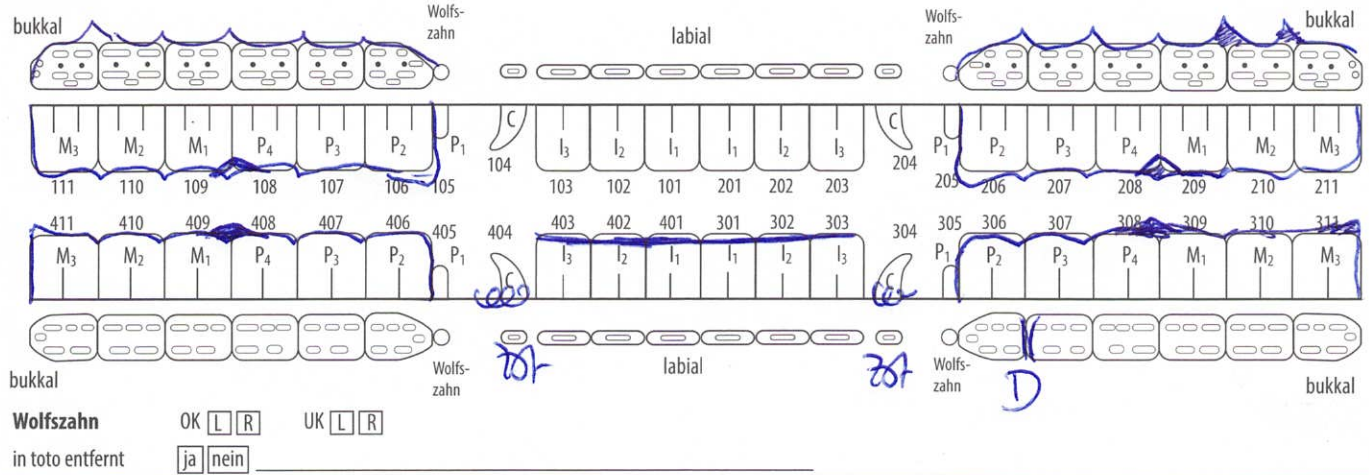 bukkal Wolfs-zahn labial Wolfs-zahn bukkal
C C
M₃ M₂ M₁ P₄ P₃ P₂ P₁ I₃ I₂ I₁ I₁ I₂ I₃ P₁ P₂ P₃ P₄ M₁ M₂ M₃
104 204
111 110 109 108 107 106 105 103 102 101 201 202 203 205 206 207 208 209 210 211
411 410 409 408 407 406 405 404 403 402 401 301 302 303 304 305 306 307 308 309 310 311
M₃ M₂ M₁ P₄ P₃ P₂ P₁ C I₃ I₂ I₁ I₁ I₂ I₃ C P₁ P₂ P₃ P₄ M₁ M₂ M₃
bukkal Wolfs-zahn labial Wolfs-zahn D bukkal
Wolfszahn OK L R UK L R
in toto entfernt ja nein